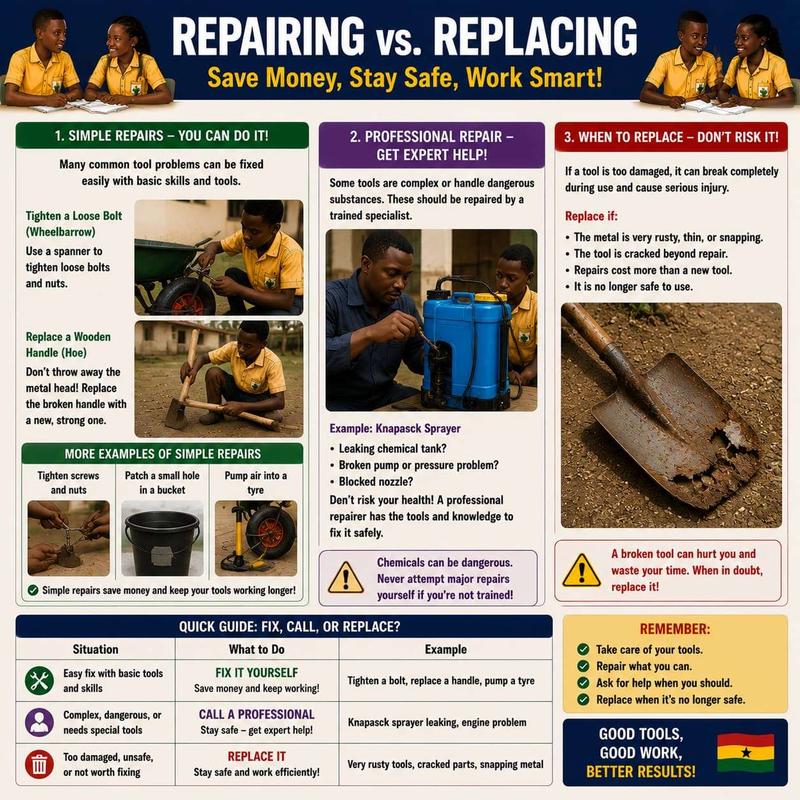 REPAIRING vs. REPLACING
Save Money, Stay Safe, Work Smart!
1. SIMPLE REPAIRS – YOU CAN DO IT!
Many common tool problems can be fixed
easily with basic skills and tools.
Tighten a Loose Bolt
(Wheelbarrow)
Use a spanner to
tighten loose bolts
and nuts.
Replace a Wooden
Handle (Hoe)
Don't throw away the
metal head! Replace
the broken handle with
a new, strong one.
MORE EXAMPLES OF SIMPLE REPAIRS
Tighten screws
and nuts
Patch a small hole
in a bucket
Pump air into a
tyre
Simple repairs save money and keep your tools working longer!
2. PROFESSIONAL REPAIR –
GET EXPERT HELP!
Some tools are complex or handle dangerous
substances. These should be repaired by a
trained specialist.
Example: Knapasck Sprayer
• Leaking chemical tank?
• Broken pump or pressure problem?
• Blocked nozzle?
Don't risk your health! A professional
repairer has the tools and knowledge to
fix it safely.
Chemicals can be dangerous.
Never attempt major repairs
yourself if you're not trained!
3. WHEN TO REPLACE – DON'T RISK IT!
If a tool is too damaged, it can break completely
during use and cause serious injury.
Replace if:
• The metal is very rusty, thin, or snapping.
• The tool is cracked beyond repair.
• Repairs cost more than a new tool.
• It is no longer safe to use.
A broken tool can hurt you and
waste your time. When in doubt,
replace it!
QUICK GUIDE: FIX, CALL, OR REPLACE?
Situation
What to Do
Example
Easy fix with basic tools
and skills
FIX IT YOURSELF
Save money and keep working!
Tighten a bolt, replace a handle, pump a tyre
Complex, dangerous, or
needs special tools
CALL A PROFESSIONAL
Stay safe – get expert help!
Knapasck sprayer leaking, engine problem
Too damaged, unsafe,
or not worth fixing
REPLACE IT
Stay safe and work efficiently!
Very rusty tools, cracked parts, snapping metal
REMEMBER:
Take care of your tools.
Repair what you can.
Ask for help when you should.
Replace when it's no longer safe.
GOOD TOOLS,
GOOD WORK,
BETTER RESULTS!